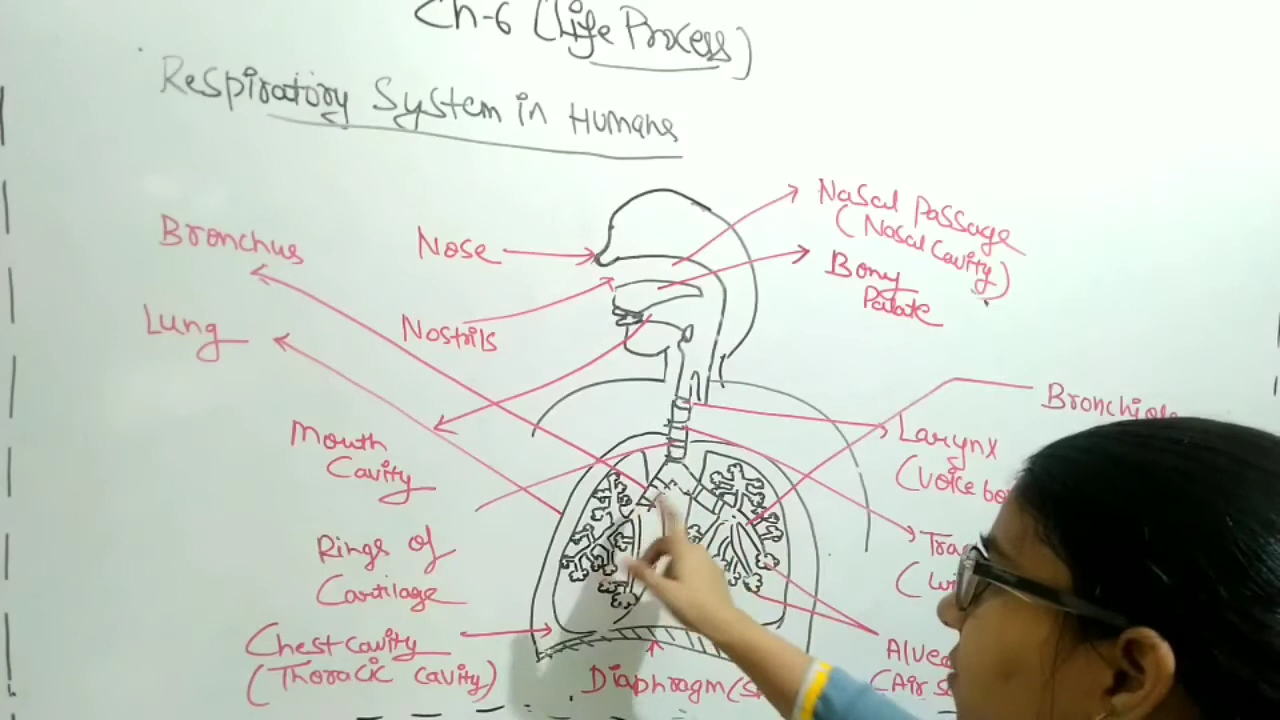 Ch-6 (Life Process)
Respiratory System in Humans
Bronchus
Lung
Nose
Nostrils
Mouth
Cavity
Rings of
Cartilage
Chest cavity
(Thoracic cavity)
Nasal Passage
(Nasal Cavity)
Bony
Palate
Larynx
Diaphragm